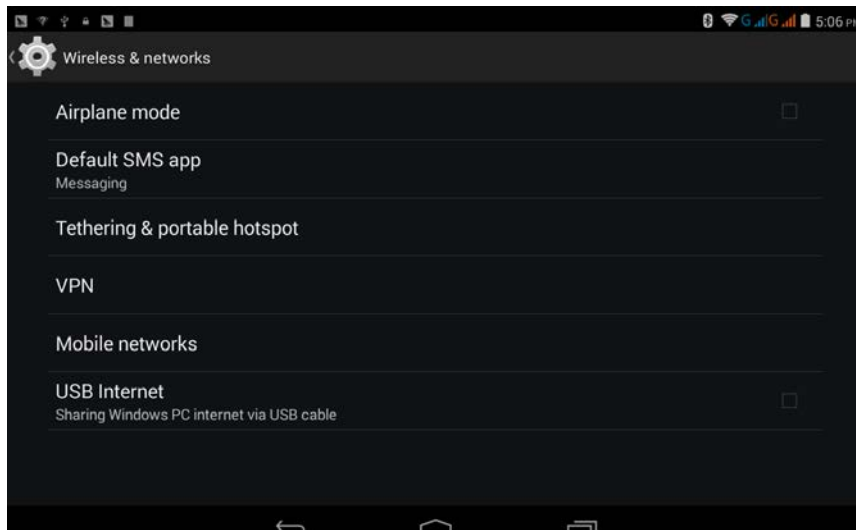 G G 5:06 PM
Wireless & networks
Airplane mode
Default SMS app
Messaging
Tethering & portable hotspot
VPN
Mobile networks
USB Internet
Sharing Windows PC internet via USB cable